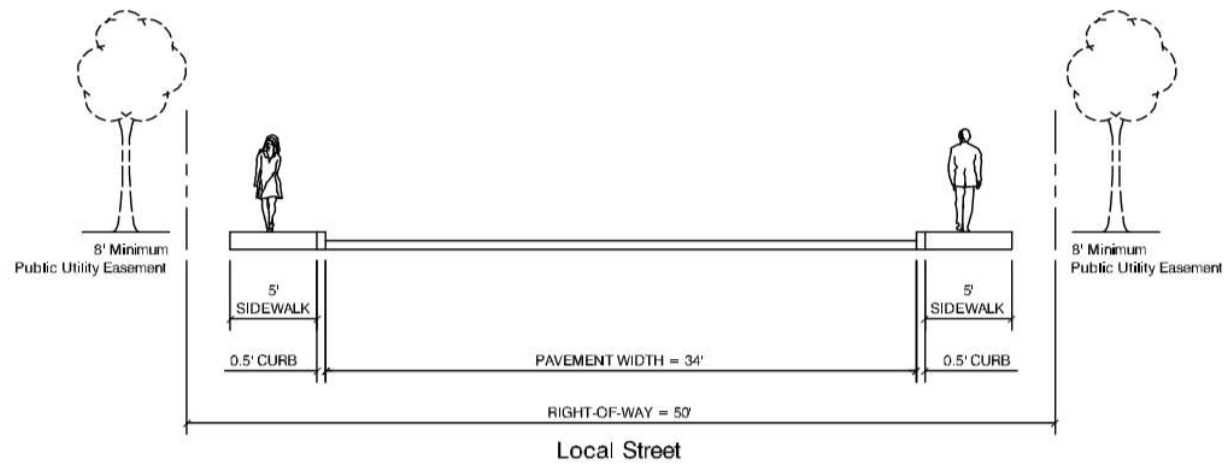 8' Minimum
Public Utility Easement
8' Minimum
Public Utility Easement
5'
SIDEWALK
5'
SIDEWALK
0.5' CURB
PAVEMENT WIDTH = 34'
0.5' CURB
RIGHT-OF-WAY = 50'
Local Street